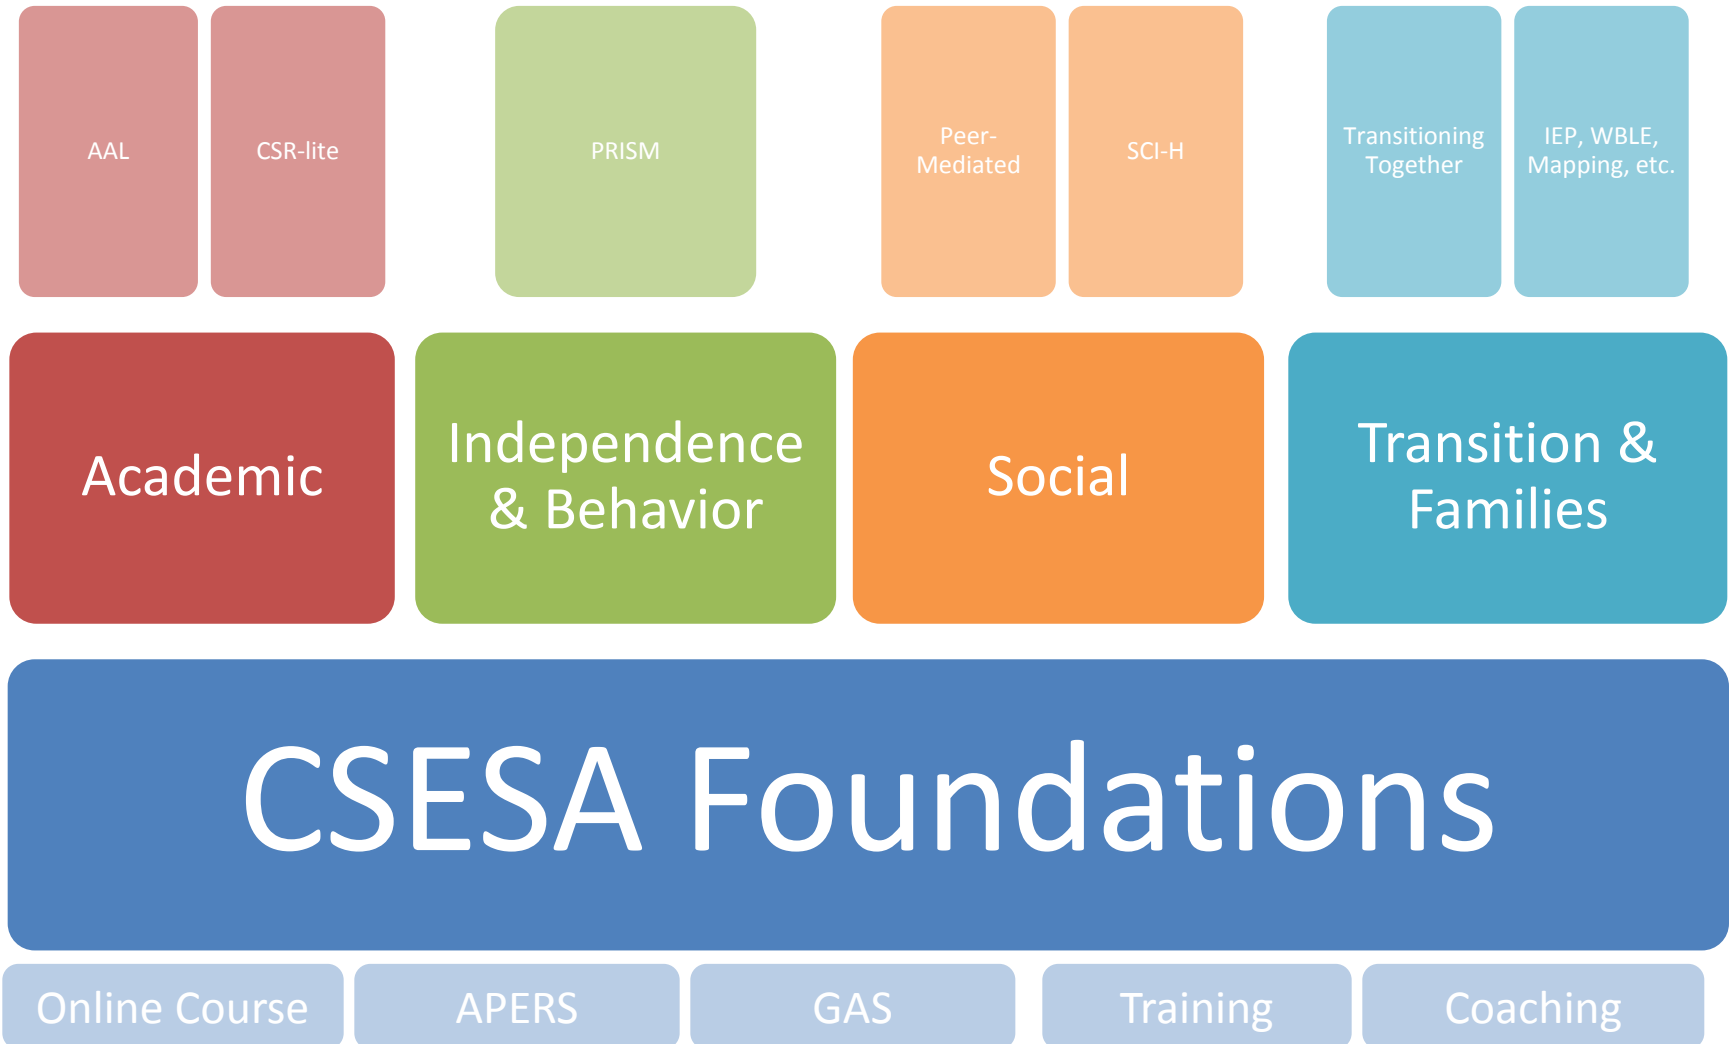 AAL
CSR-lite
PRISM
Peer-
Mediated
SCI-H
Transitioning
Together
IEP, WBLE,
Mapping, etc.
Academic
Independence
& Behavior
Social
Transition &
Families
CSESA Foundations
Online Course
APERS
GAS
Training
Coaching